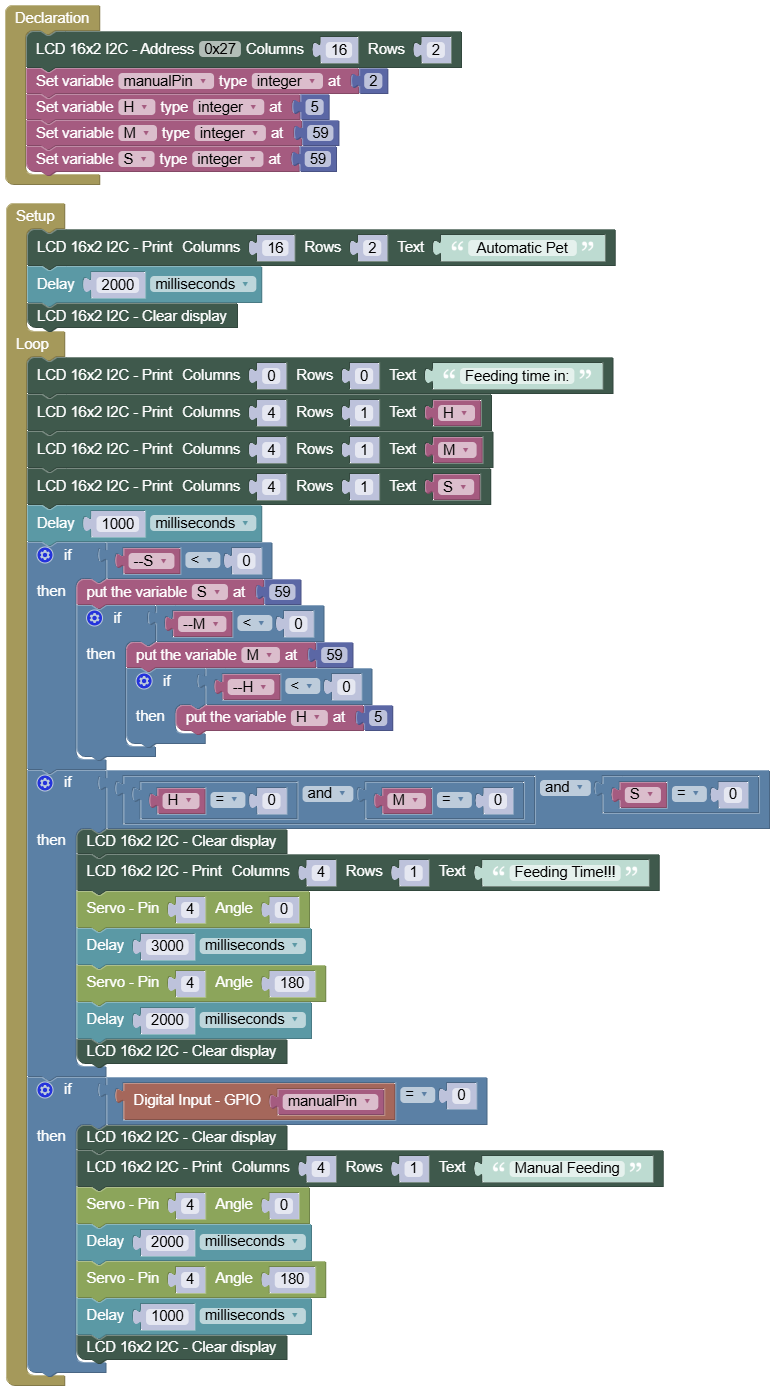 Declaration
LCD 16x2 I2C - Address 0x27 Columns 16 Rows 2
Set variable manualPin type integer at 2
Set variable H type integer at 5
Set variable M type integer at 59
Set variable S type integer at 59
Setup
LCD 16x2 I2C - Print Columns 16 Rows 2 Text “ Automatic Pet ”
Delay 2000 milliseconds
LCD 16x2 I2C - Clear display
Loop
LCD 16x2 I2C - Print Columns 0 Rows 0 Text “ Feeding time in: ”
LCD 16x2 I2C - Print Columns 4 Rows 1 Text H
LCD 16x2 I2C - Print Columns 4 Rows 1 Text M
LCD 16x2 I2C - Print Columns 4 Rows 1 Text S
Delay 1000 milliseconds
if --S < 0
then put the variable S at 59
if --M < 0
then put the variable M at 59
if --H < 0
then put the variable H at 5
if H = 0 and M = 0 and S = 0
then LCD 16x2 I2C - Clear display
LCD 16x2 I2C - Print Columns 4 Rows 1 Text “ Feeding Time!!! ”
Servo - Pin 4 Angle 0
Delay 3000 milliseconds
Servo - Pin 4 Angle 180
Delay 2000 milliseconds
LCD 16x2 I2C - Clear display
if Digital Input - GPIO manualPin = 0
then LCD 16x2 I2C - Clear display
LCD 16x2 I2C - Print Columns 4 Rows 1 Text “ Manual Feeding ”
Servo - Pin 4 Angle 0
Delay 2000 milliseconds
Servo - Pin 4 Angle 180
Delay 1000 milliseconds
LCD 16x2 I2C - Clear display